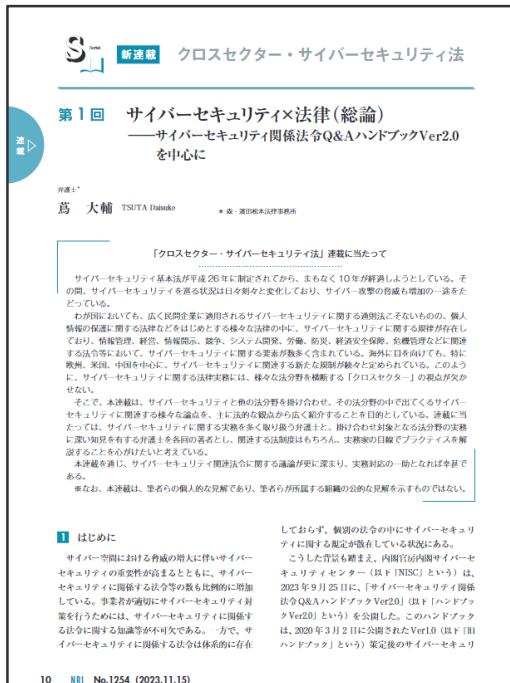 S Serial
新連載 クロスセクター・サイバーセキュリティ法
連載
第1回 サイバーセキュリティ×法律（総論）
――サイバーセキュリティ関係法令Q&AハンドブックVer2.0
を中心に
弁護士*
蔦 大輔 TSUTA Daisuke
* 森・濱田松本法律事務所
「クロスセクター・サイバーセキュリティ法」連載に当たって
サイバーセキュリティ基本法が平成26年に制定されてから、まもなく10年が経過しようとしている。そ
の間、サイバーセキュリティを巡る状況は日々刻々と変化しており、サイバー攻撃の脅威も増加の一途をた
どっている。
わが国においても、広く民間企業に適用されるサイバーセキュリティに関する通則法こそないものの、個人
情報の保護に関する法律などをはじめとする様々な法律の中に、サイバーセキュリティに関する規律が存在し
ており、情報管理、経営、情報開示、競争、システム開発、労働、防災、経済安全保障、危機管理などに関連
する法令等において、サイバーセキュリティに関する要素が数多く含まれている。海外に目を向けても、特に
欧州、米国、中国を中心に、サイバーセキュリティに関連する新たな規制が続々と定められている。このよう
に、サイバーセキュリティに関する法律実務には、様々な法分野を横断する「クロスセクター」の視点が欠か
せない。
そこで、本連載は、サイバーセキュリティと他の法分野を掛け合わせ、その法分野の中で出てくるサイバー
セキュリティに関連する様々な論点を、主に法的な観点から広く紹介することを目的としている。連載に当
たっては、サイバーセキュリティに関する実務を多く取り扱う弁護士と、掛け合わせ対象となる法分野の実務
に深い知見を有する弁護士を各回の著者とし、関連する法制度はもちろん、実務家の目線でプラクティスを解
説することを心がけたいと考えている。
本連載を通じ、サイバーセキュリティ関連法令に関する議論が更に深まり、実務対応の一助となれば幸甚で
ある。
※なお、本連載は、筆者らの個人的な見解であり、筆者らが所属する組織の公的な見解を示すものではない。
1 はじめに
サイバー空間における脅威の増大に伴いサイバー
セキュリティの重要性が高まるとともに、サイバー
セキュリティに関係する法令等の数も比例的に増加
している。事業者が適切にサイバーセキュリティ対
策を行うためには、サイバーセキュリティに関係す
る法令に関する知識等が不可欠である。一方で、サ
イバーセキュリティに関係する法令は体系的に存在
しておらず、個別の法令の中にサイバーセキュリ
ティに関する規定が散在している状況にある。
こうした背景も踏まえ、内閣官房内閣サイバーセ
キュリティセンター（以下「NISC」という）は、
2023年9月25日に、「サイバーセキュリティ関係
法令Q&AハンドブックVer2.0」（以下「ハンドブッ
クVer2.0」という）を公開した。このハンドブック
は、2020年3月2日に公開されたVer1.0（以下「旧
ハンドブック」という）策定後のサイバーセキュリ
10 NBL No.1254（2023.11.15）